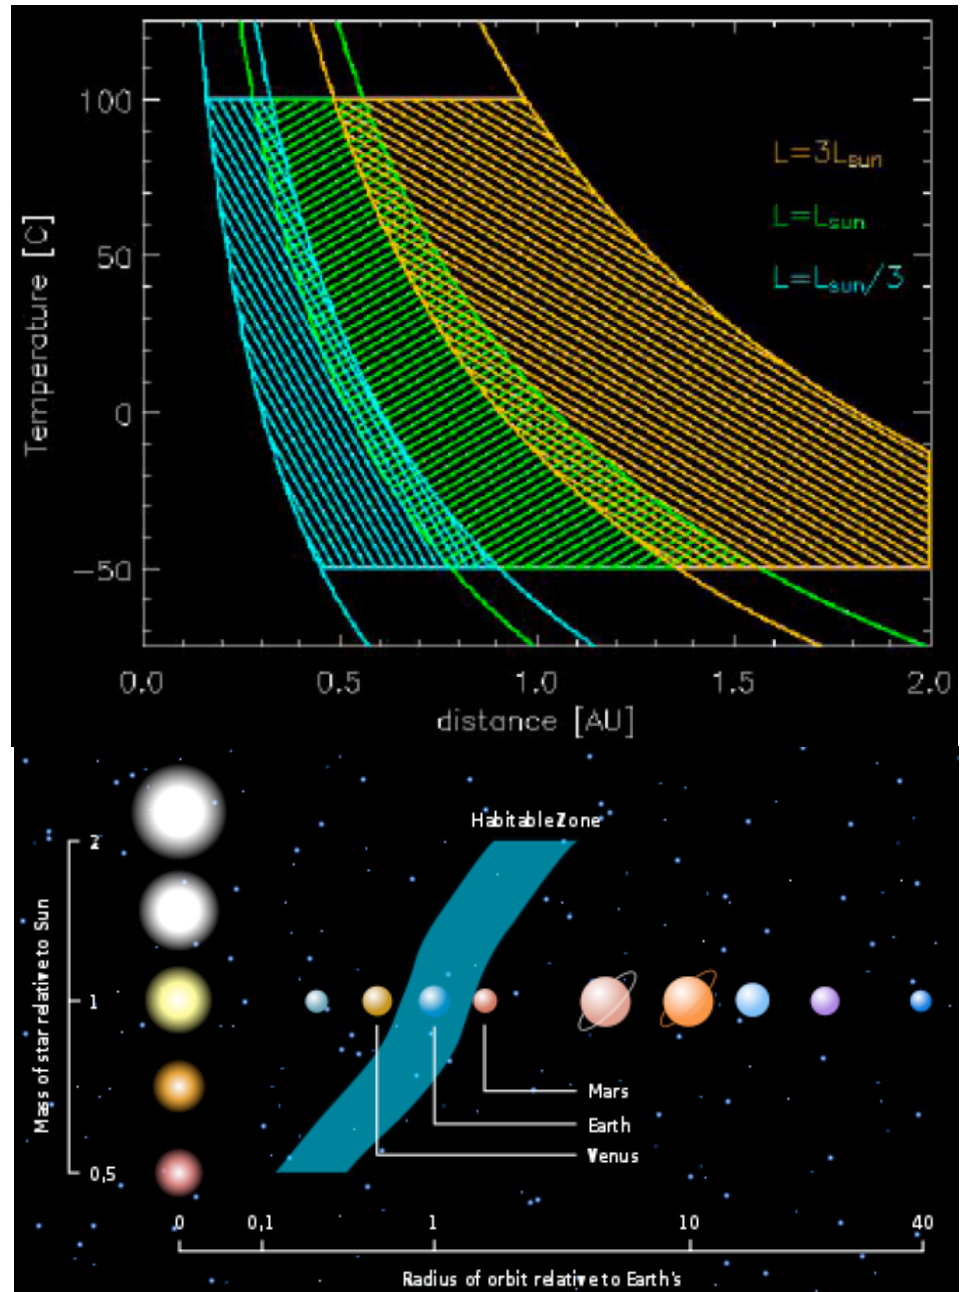 100
50
0
−50
Temperature [C]
L=3Lsun
L=Lsun
L=Lsun/3
0.0 0.5 1.0 1.5 2.0
distance [AU]
Habitable Zone
Mass of star relative to Sun
2
1
0,5
Mars
Earth
Venus
0 0,1 1 10 40
Radius of orbit relative to Earth's